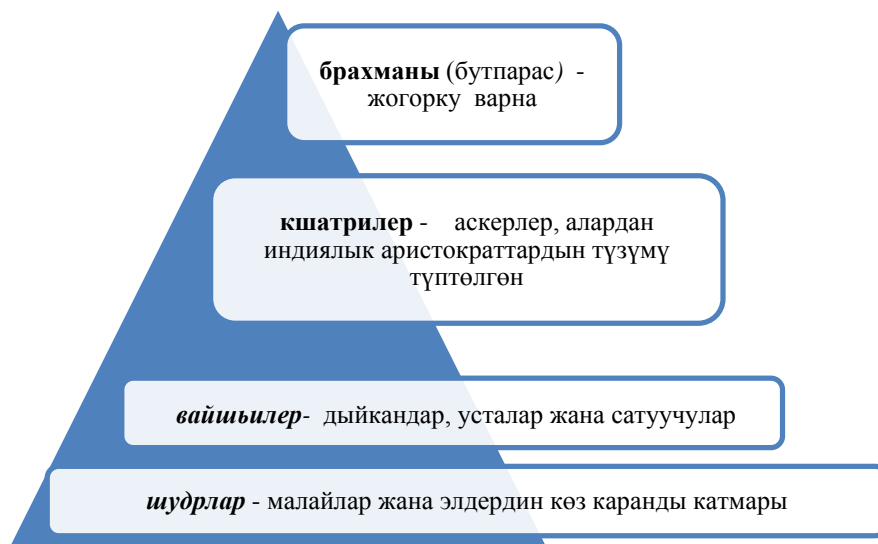 брахманы (бутпарас) -
жогорку варна
кшатрилер - аскерлер, алардан
индиялык аристократтардын түзүмү
түптөлгөн
вайшьилер- дыйкандар, усталар жана сатуучулар
шудрлар - малайлар жана элдердин көз каранды катмары